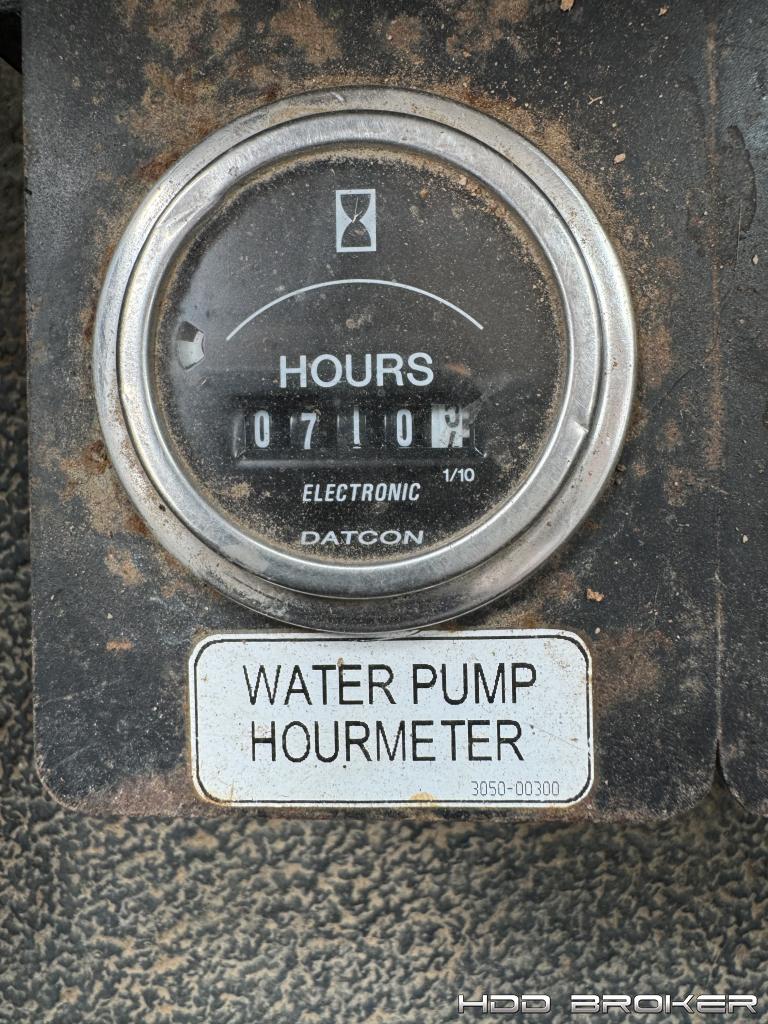 HOURS
0710
1/10
ELECTRONIC
DATCON
WATER PUMP
HOURMETER
3050-00300
HDD BROKER